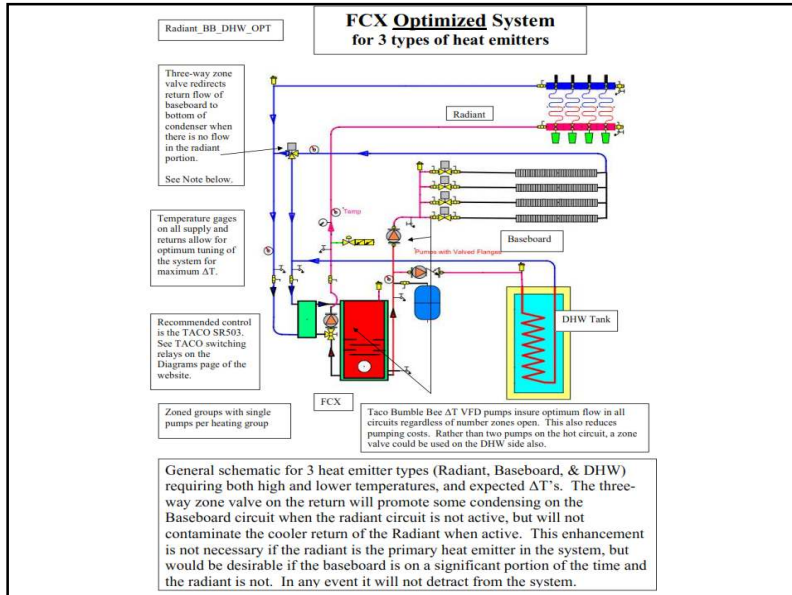 Radiant_BB_DHW_OPT
FCX Optimized System
for 3 types of heat emitters
Three-way zone
valve redirects
return flow of
baseboard to
bottom of
condenser when
there is no flow
in the radiant
portion.
See Note below.
Radiant
Temp
Temperature gages
on all supply and
returns allow for
optimum tuning of
the system for
maximum ΔT.
Baseboard
Pumps with Valved Flanges
Recommended control
is the TACO SR503.
See TACO switching
relays on the
Diagrams page of the
website.
DHW Tank
Zoned groups with single
pumps per heating group
FCX
Taco Bumble Bee ΔT VFD pumps insure optimum flow in all
circuits regardless of number zones open. This also reduces
pumping costs. Rather than two pumps on the hot circuit, a zone
valve could be used on the DHW side also.
General schematic for 3 heat emitter types (Radiant, Baseboard, & DHW)
requiring both high and lower temperatures, and expected ΔT's. The three-
way zone valve on the return will promote some condensing on the
Baseboard circuit when the radiant circuit is not active, but will not
contaminate the cooler return of the Radiant when active. This enhancement
is not necessary if the radiant is the primary heat emitter in the system, but
would be desirable if the baseboard is on a significant portion of the time and
the radiant is not. In any event it will not detract from the system.